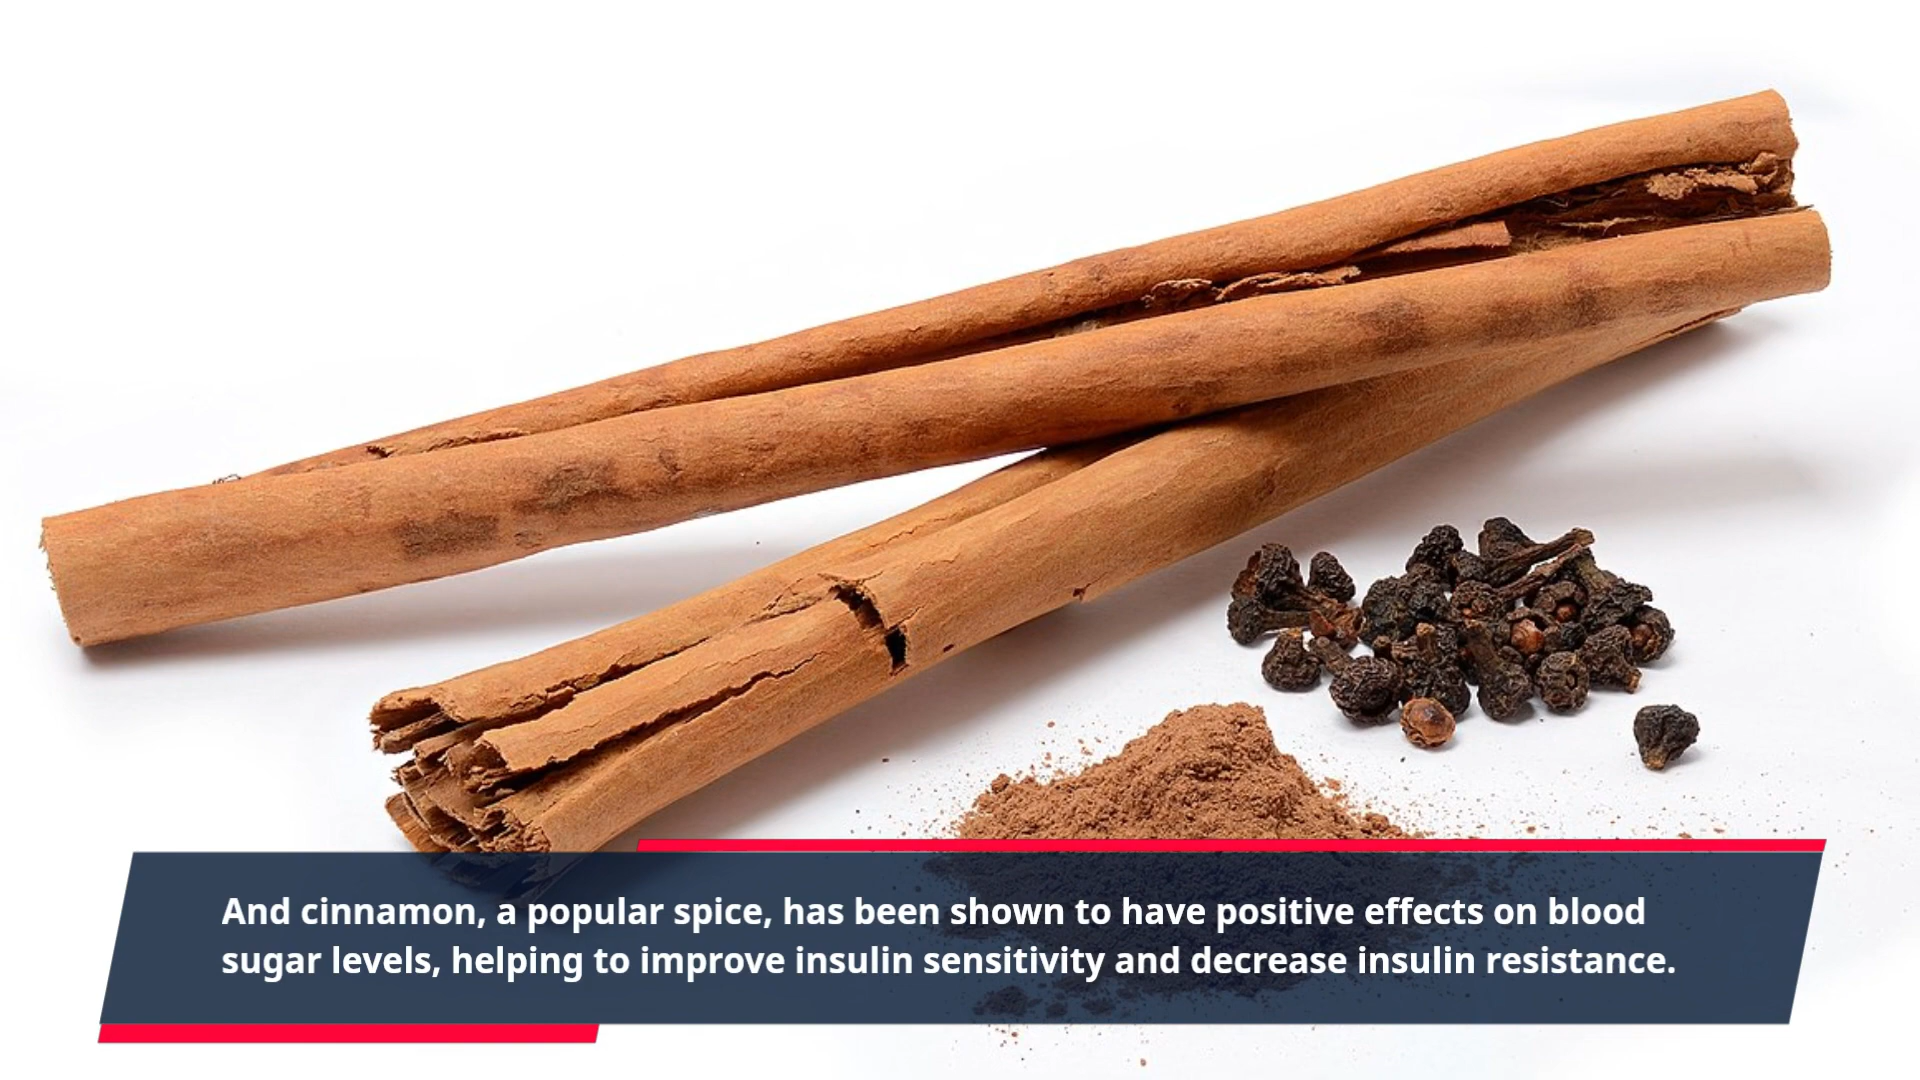 And cinnamon, a popular spice, has been shown to have positive effects on blood
sugar levels, helping to improve insulin sensitivity and decrease insulin resistance.